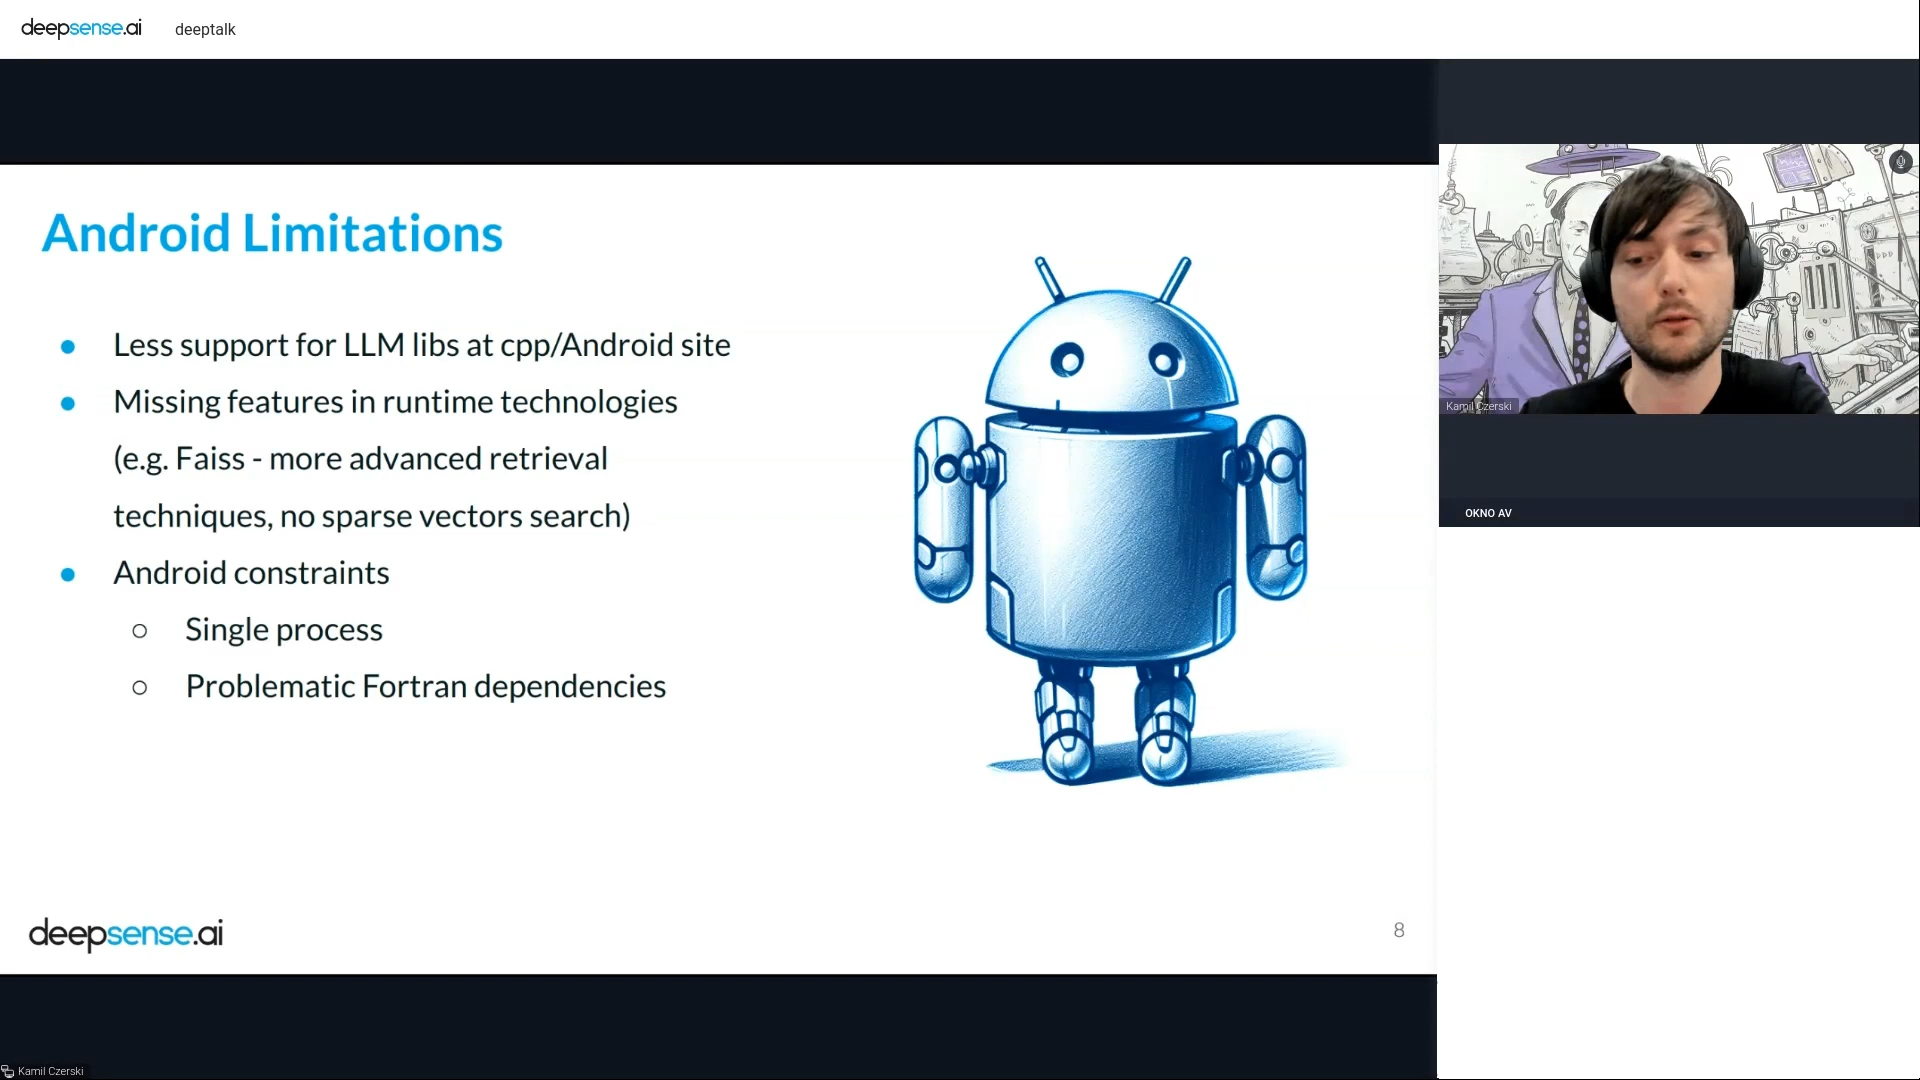 deepsense.ai
deeptalk
Android Limitations
● Less support for LLM libs at cpp/Android site
● Missing features in runtime technologies
(e.g. Faiss - more advanced retrieval
techniques, no sparse vectors search)
● Android constraints
○ Single process
○ Problematic Fortran dependencies
deepsense.ai
8
Kamil Czerski
Kamil Czerski
OKNO AV